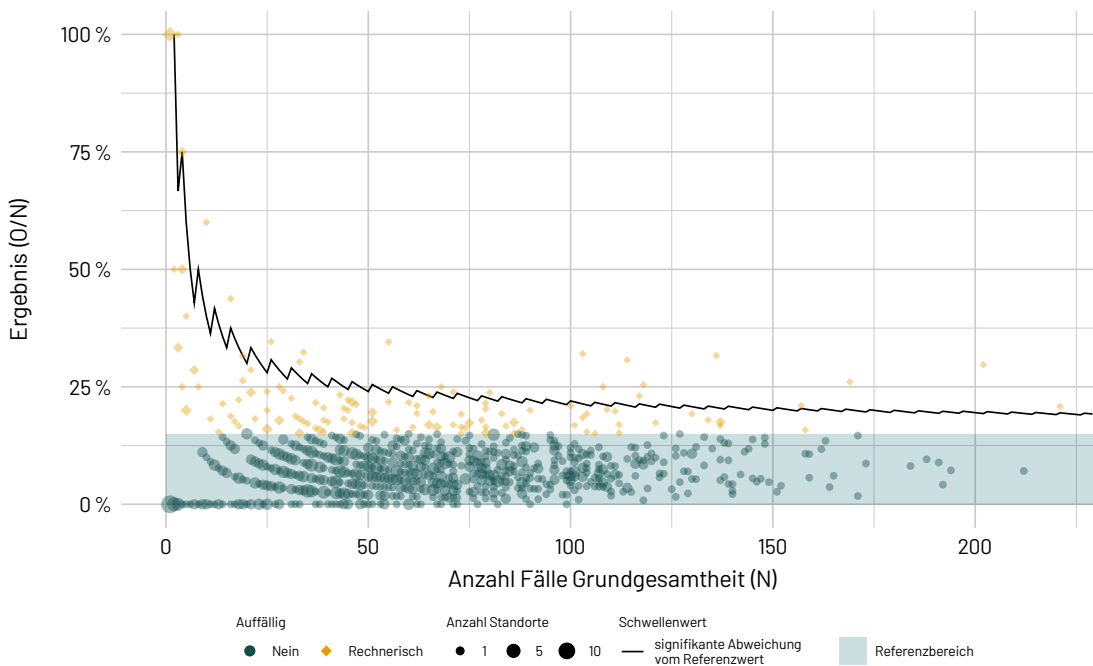 Ergebnis (O/N)
100 %
75 %
50 %
25 %
0 %
0
50
100
150
200
Anzahl Fälle Grundgesamtheit (N)
Auffällig
Nein
Rechnerisch
Anzahl Standorte
1
5
10
Schwellenwert
signifikante Abweichung
vom Referenzwert
Referenzbereich